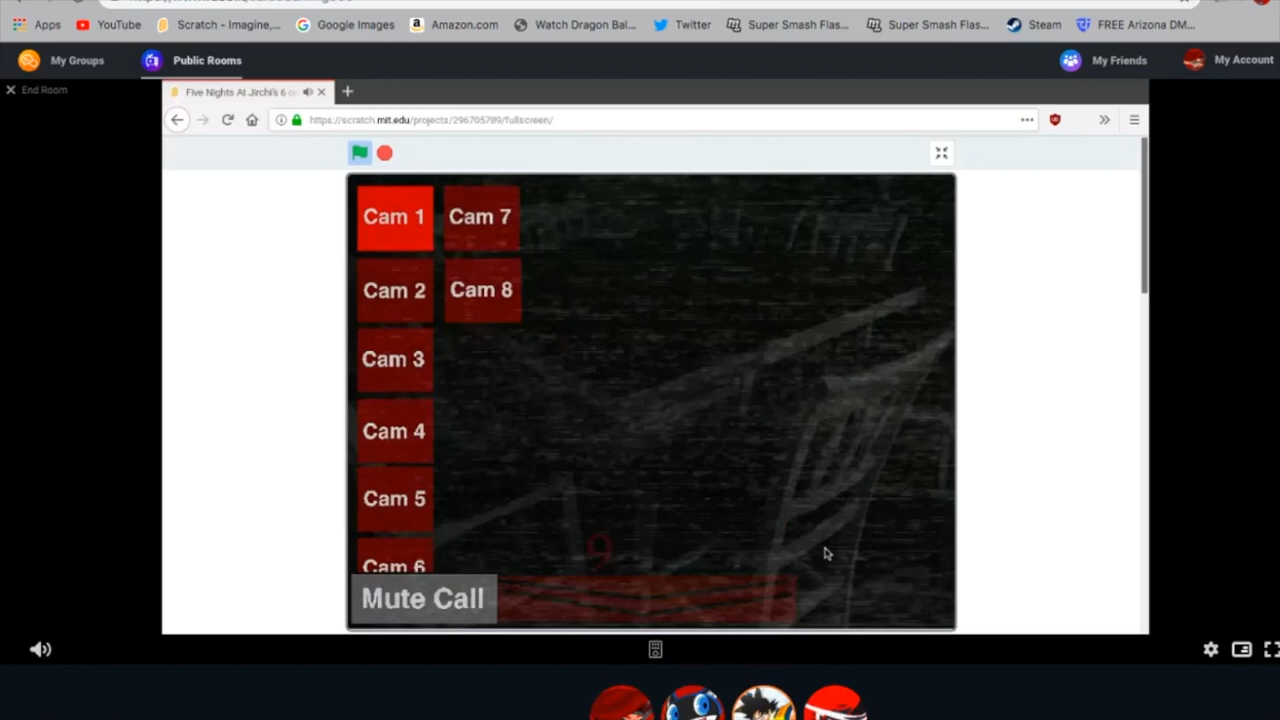 Apps YouTube Scratch - Imagine,... Google Images Amazon.com Watch Dragon Bal... Twitter Super Smash Flas... Super Smash Flas... Steam FREE Arizona DM...
My Groups Public Rooms My Friends My Account
End Room
Five Nights At Jirchi's 6 on
https://scratch.mit.edu/projects/296705789/fullscreen/
Cam 1 Cam 7
Cam 2 Cam 8
Cam 3
Cam 4
Cam 5
9
Cam 6
Mute Call